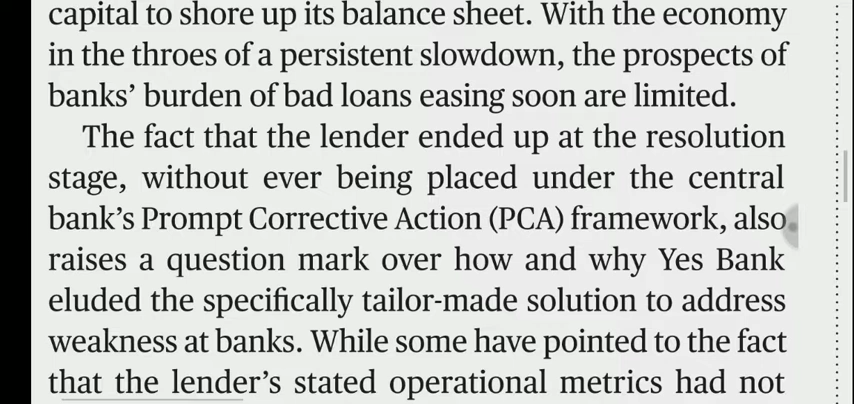 capital to shore up its balance sheet. With the economy
in the throes of a persistent slowdown, the prospects of
banks’ burden of bad loans easing soon are limited.
The fact that the lender ended up at the resolution
stage, without ever being placed under the central
bank’s Prompt Corrective Action (PCA) framework, also
raises a question mark over how and why Yes Bank
eluded the specifically tailor-made solution to address
weakness at banks. While some have pointed to the fact
that the lender’s stated operational metrics had not